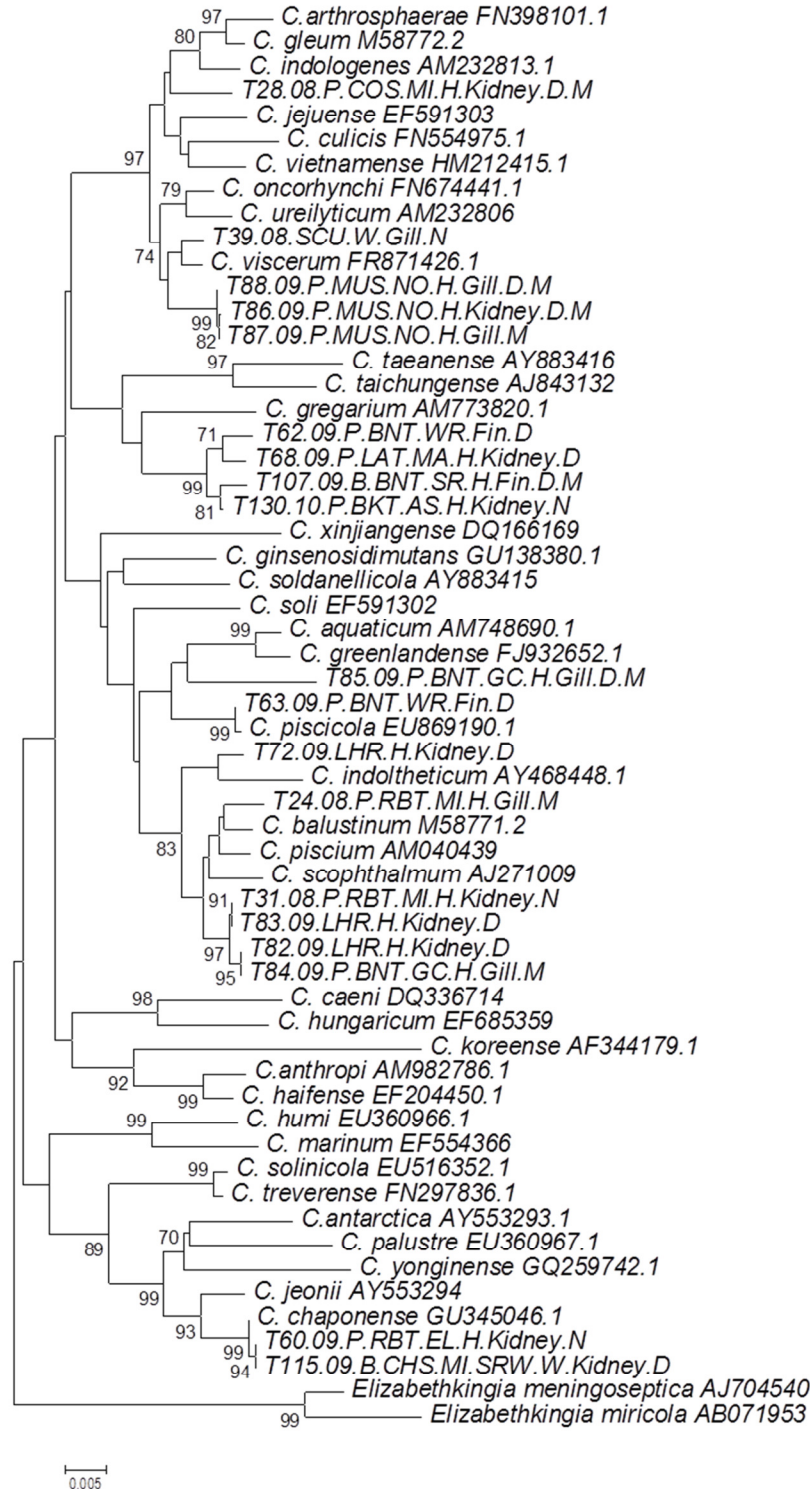 97
C.arthrosphaerae FN398101.1
80
C. gleum M58772.2
C. indologenes AM232813.1
T28.08.P.COS.MI.H.Kidney.D.M
C. jejuense EF591303
C. culicis FN554975.1
97
C. vietnamense HM212415.1
79
C. oncorhynchi FN674441.1
C. ureilyticum AM232806
T39.08.SCU.W.Gill.N
74
C. viscerum FR871426.1
T88.09.P.MUS.NO.H.Gill.D.M
T86.09.P.MUS.NO.H.Kidney.D.M
99
T87.09.P.MUS.NO.H.Gill.M
82
97
C. taeanense AY883416
C. taichungense AJ843132
C. gregarium AM773820.1
71
T62.09.P.BNT.WR.Fin.D
T68.09.P.LAT.MA.H.Kidney.D
99
T107.09.B.BNT.SR.H.Fin.D.M
81
T130.10.P.BKT.AS.H.Kidney.N
C. xinjiangense DQ166169
C. ginsenosidimutans GU138380.1
C. soldanellicola AY883415
C. soli EF591302
99
C. aquaticum AM748690.1
C. greenlandense FJ932652.1
T85.09.P.BNT.GC.H.Gill.D.M
T63.09.P.BNT.WR.Fin.D
99
C. piscicola EU869190.1
T72.09.LHR.H.Kidney.D
C. indoltheticum AY468448.1
T24.08.P.RBT.MI.H.Gill.M
83
C. balustinum M58771.2
C. piscium AM040439
C. scophthalmum AJ271009
91
T31.08.P.RBT.MI.H.Kidney.N
T83.09.LHR.H.Kidney.D
97
T82.09.LHR.H.Kidney.D
95
T84.09.P.BNT.GC.H.Gill.M
98
C. caeni DQ336714
C. hungaricum EF685359
C. koreense AF344179.1
92
C.anthropi AM982786.1
99
C. haifense EF204450.1
99
C. humi EU360966.1
C. marinum EF554366
99
C. solinicola EU516352.1
C. treverense FN297836.1
89
C.antarctica AY553293.1
70
C. palustre EU360967.1
C. yonginense GQ259742.1
99
C. jeonii AY553294
93
C. chaponense GU345046.1
99
T60.09.P.RBT.EL.H.Kidney.N
94
T115.09.B.CHS.MI.SRW.W.Kidney.D
Elizabethkingia meningoseptica AJ704540
99
Elizabethkingia miricola AB071953
0.005